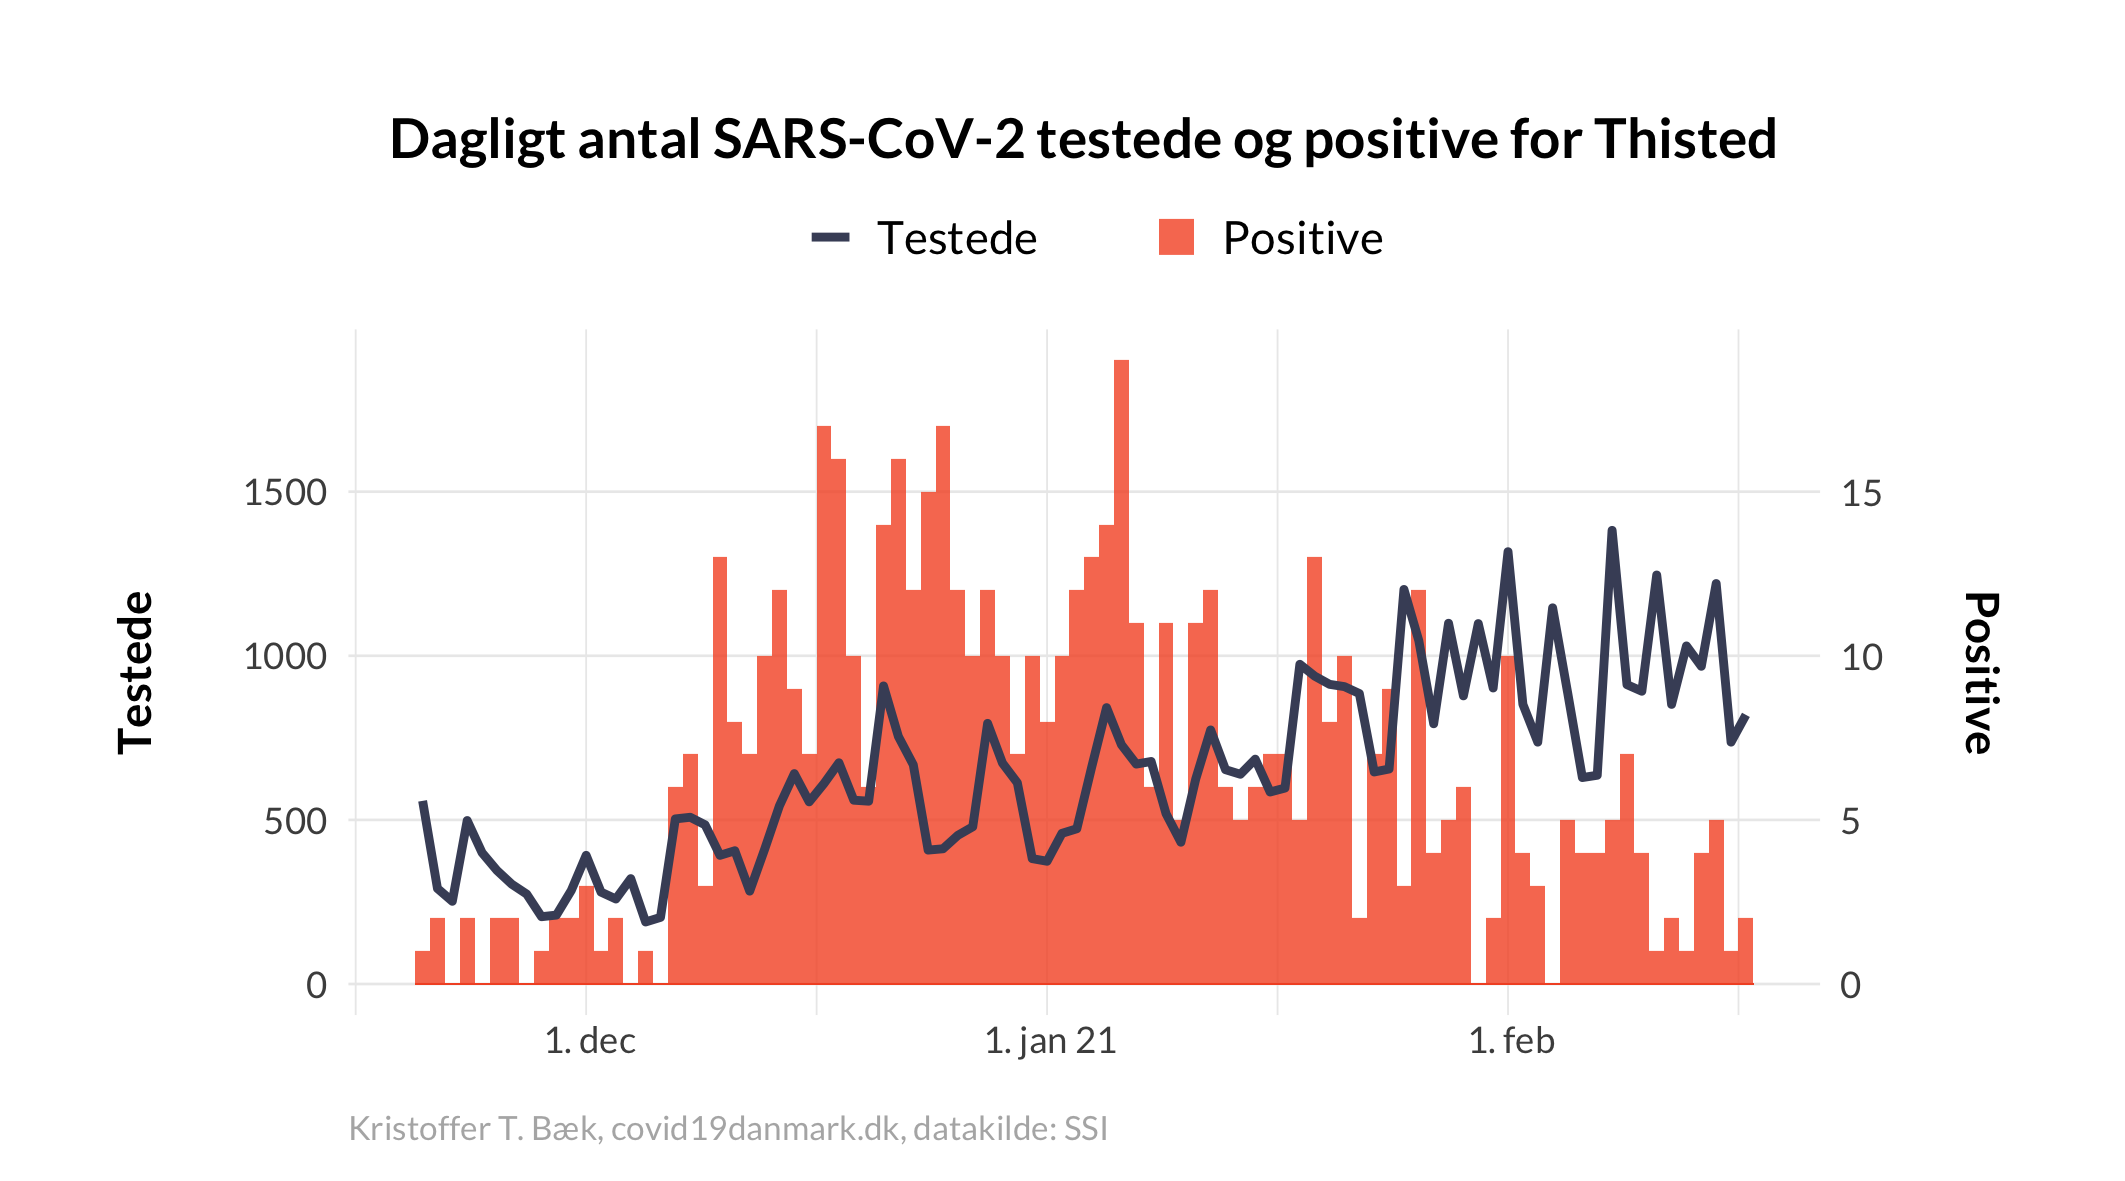 Dagligt antal SARS-CoV-2 testede og positive for Thisted
Testede Positive
1500 15
1000 10
500 5
0 0
Testede
Positive
1. dec 1. jan 21 1. feb
Kristoffer T. Bæk, covid19danmark.dk, datakilde: SSI